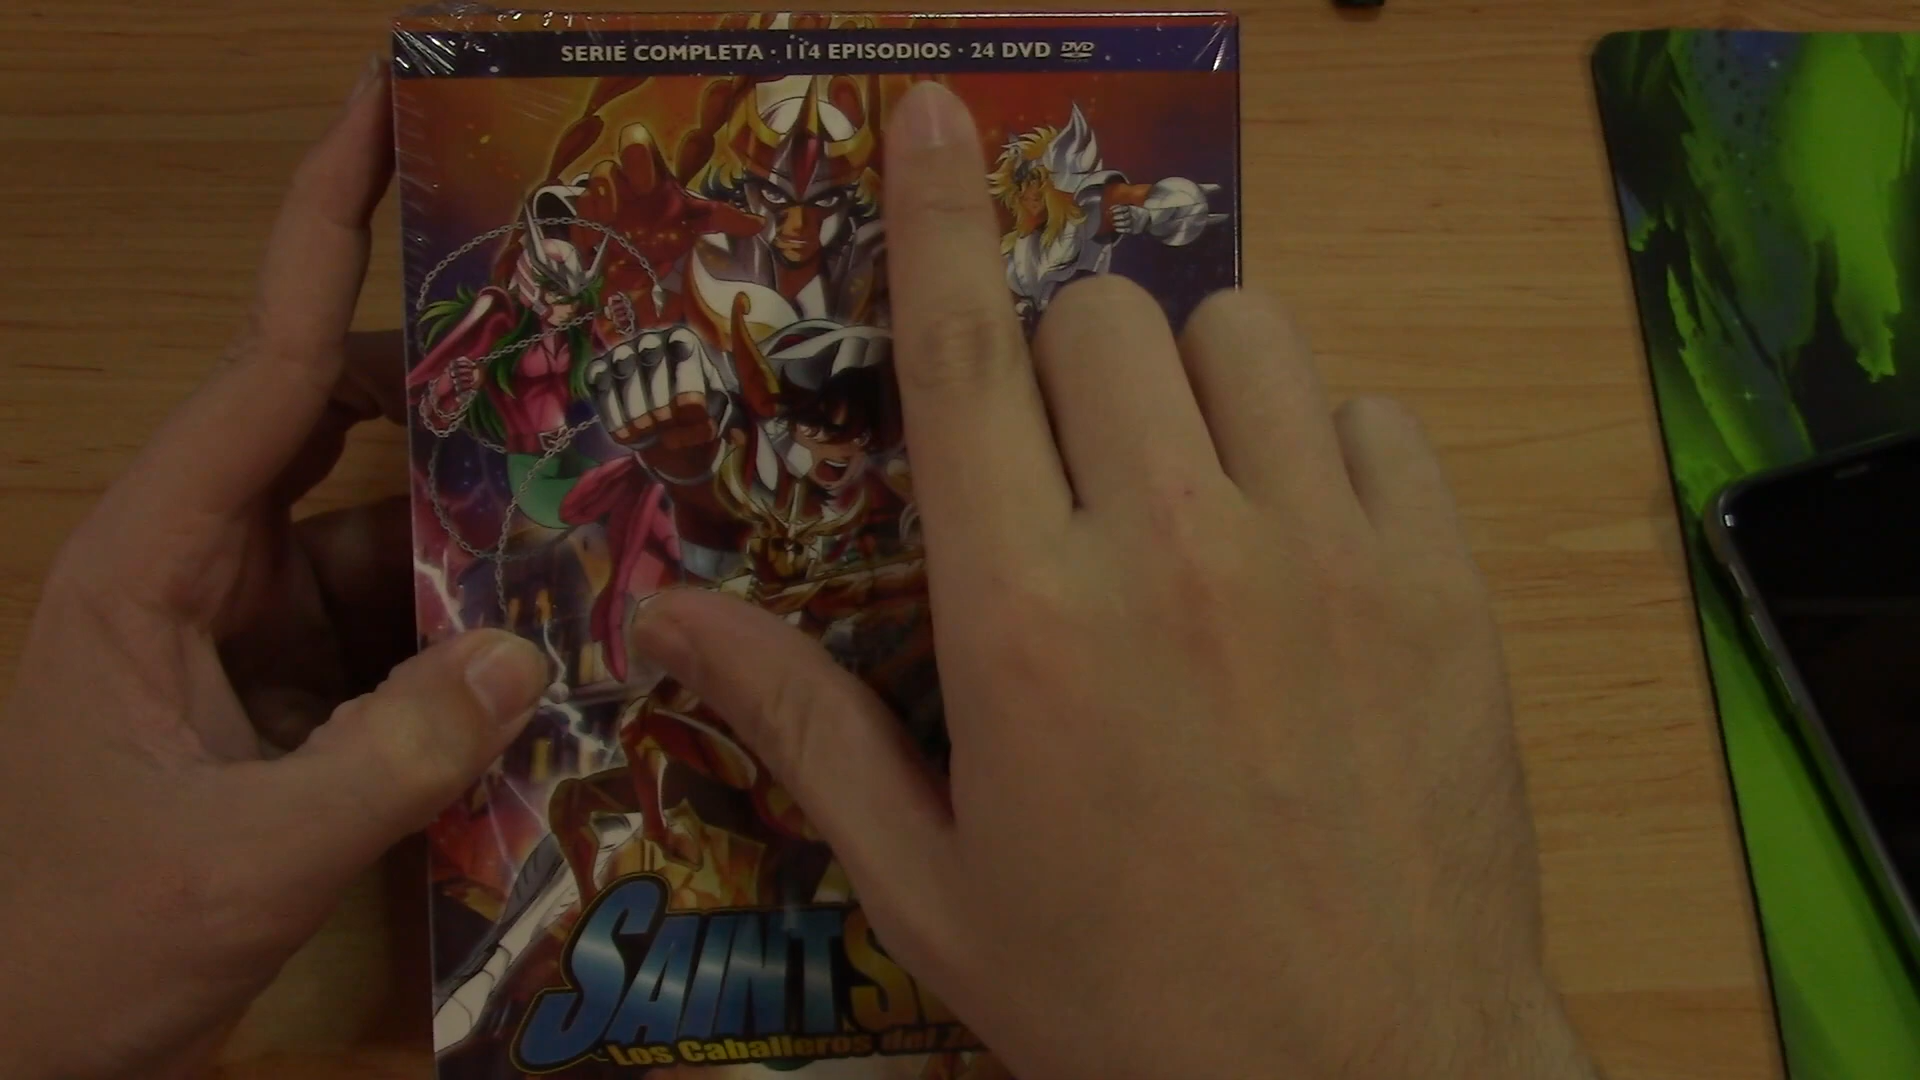 SERIE COMPLETA · 114 EPISODIOS · 24 DVD DVD
SAINT S
Los Caballeros del Z